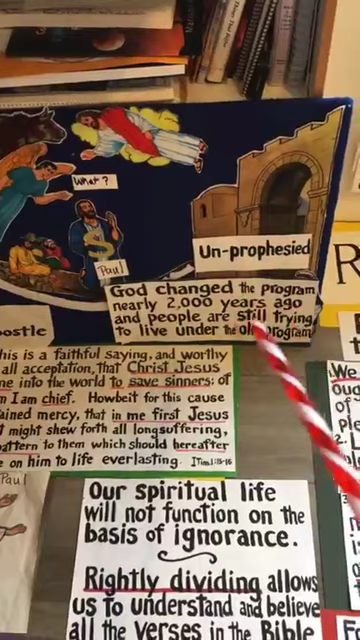 What?
Paul
Un-prophesied
God changed the program
nearly 2,000 years ago
and people are still trying
to live under the old program
ostle
his is a faithful saying, and worthy
all acceptation, that Christ Jesus
me into the world to save sinners; of
m I am chief. Howbeit for this cause
ained mercy, that in me first Jesus
t might shew forth all longsuffering,
attern to them which should hereafter
e on him to life everlasting. I Tim.1:15-16
Paul
Our spiritual life
will not function on the
basis of ignorance.
Rightly dividing allows
us to understand and believe
all the verses in the Bible
R
We
oug
of